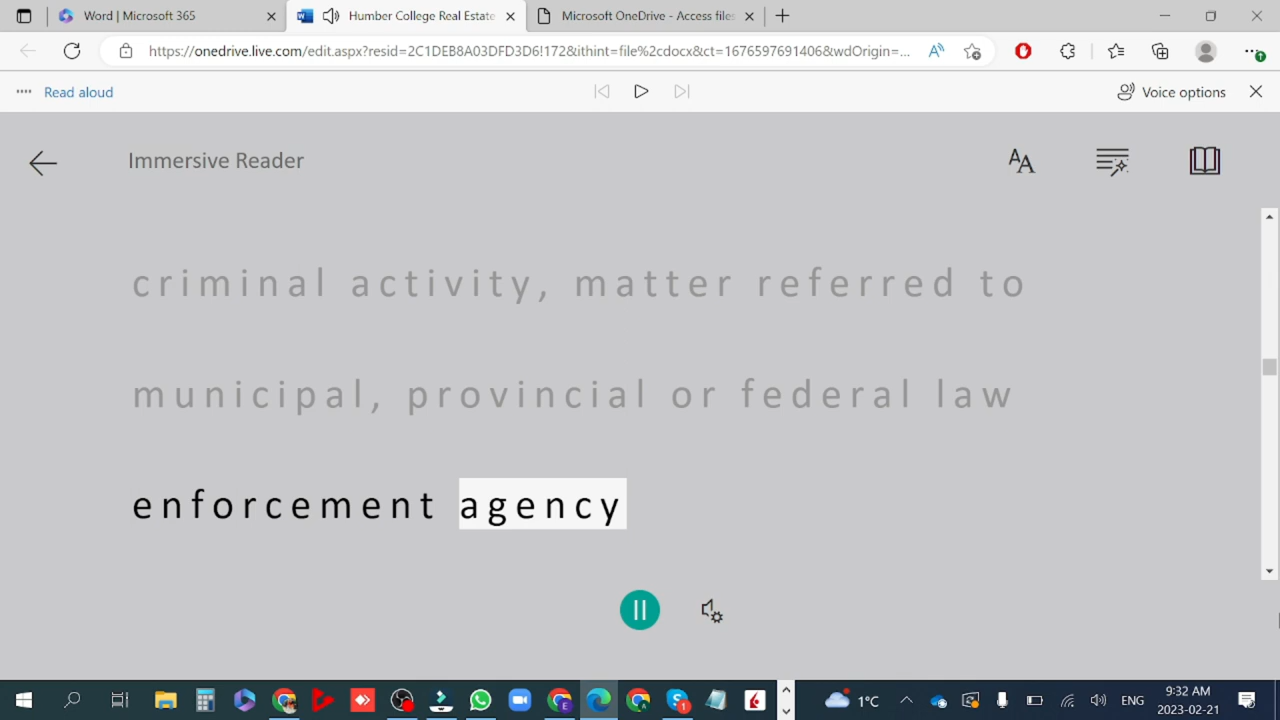 Word | Microsoft 365
Humber College Real Estate
Microsoft OneDrive - Access files
https://onedrive.live.com/edit.aspx?resid=2C1DEB8A03DFD3D6!172&ithint=file%2cdocx&ct=1676597691406&wdOrigin=...
Read aloud
Voice options
Immersive Reader
criminal activity, matter referred to
municipal, provincial or federal law
enforcement agency
1°C
ENG
9:32 AM
2023-02-21